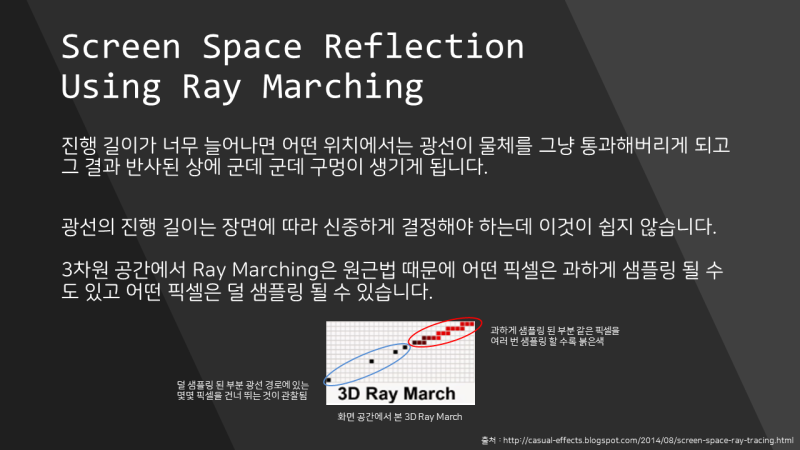 Screen Space Reflection
Using Ray Marching
진행 길이가 너무 늘어나면 어떤 위치에서는 광선이 물체를 그냥 통과해버리게 되고
그 결과 반사된 상에 군데 군데 구멍이 생기게 됩니다.
광선의 진행 길이는 장면에 따라 신중하게 결정해야 하는데 이것이 쉽지 않습니다.
3차원 공간에서 Ray Marching은 원근법 때문에 어떤 픽셀은 과하게 샘플링 될 수
도 있고 어떤 픽셀은 덜 샘플링 될 수 있습니다.
과하게 샘플링 된 부분 같은 픽셀을
여러 번 샘플링 할 수록 붉은색
덜 샘플링 된 부분 광선 경로에 있는
몇몇 픽셀을 건너 뛰는 것이 관찰됨
3D Ray March
화면 공간에서 본 3D Ray March
출처 : http://casual-effects.blogspot.com/2014/08/screen-space-ray-tracing.html